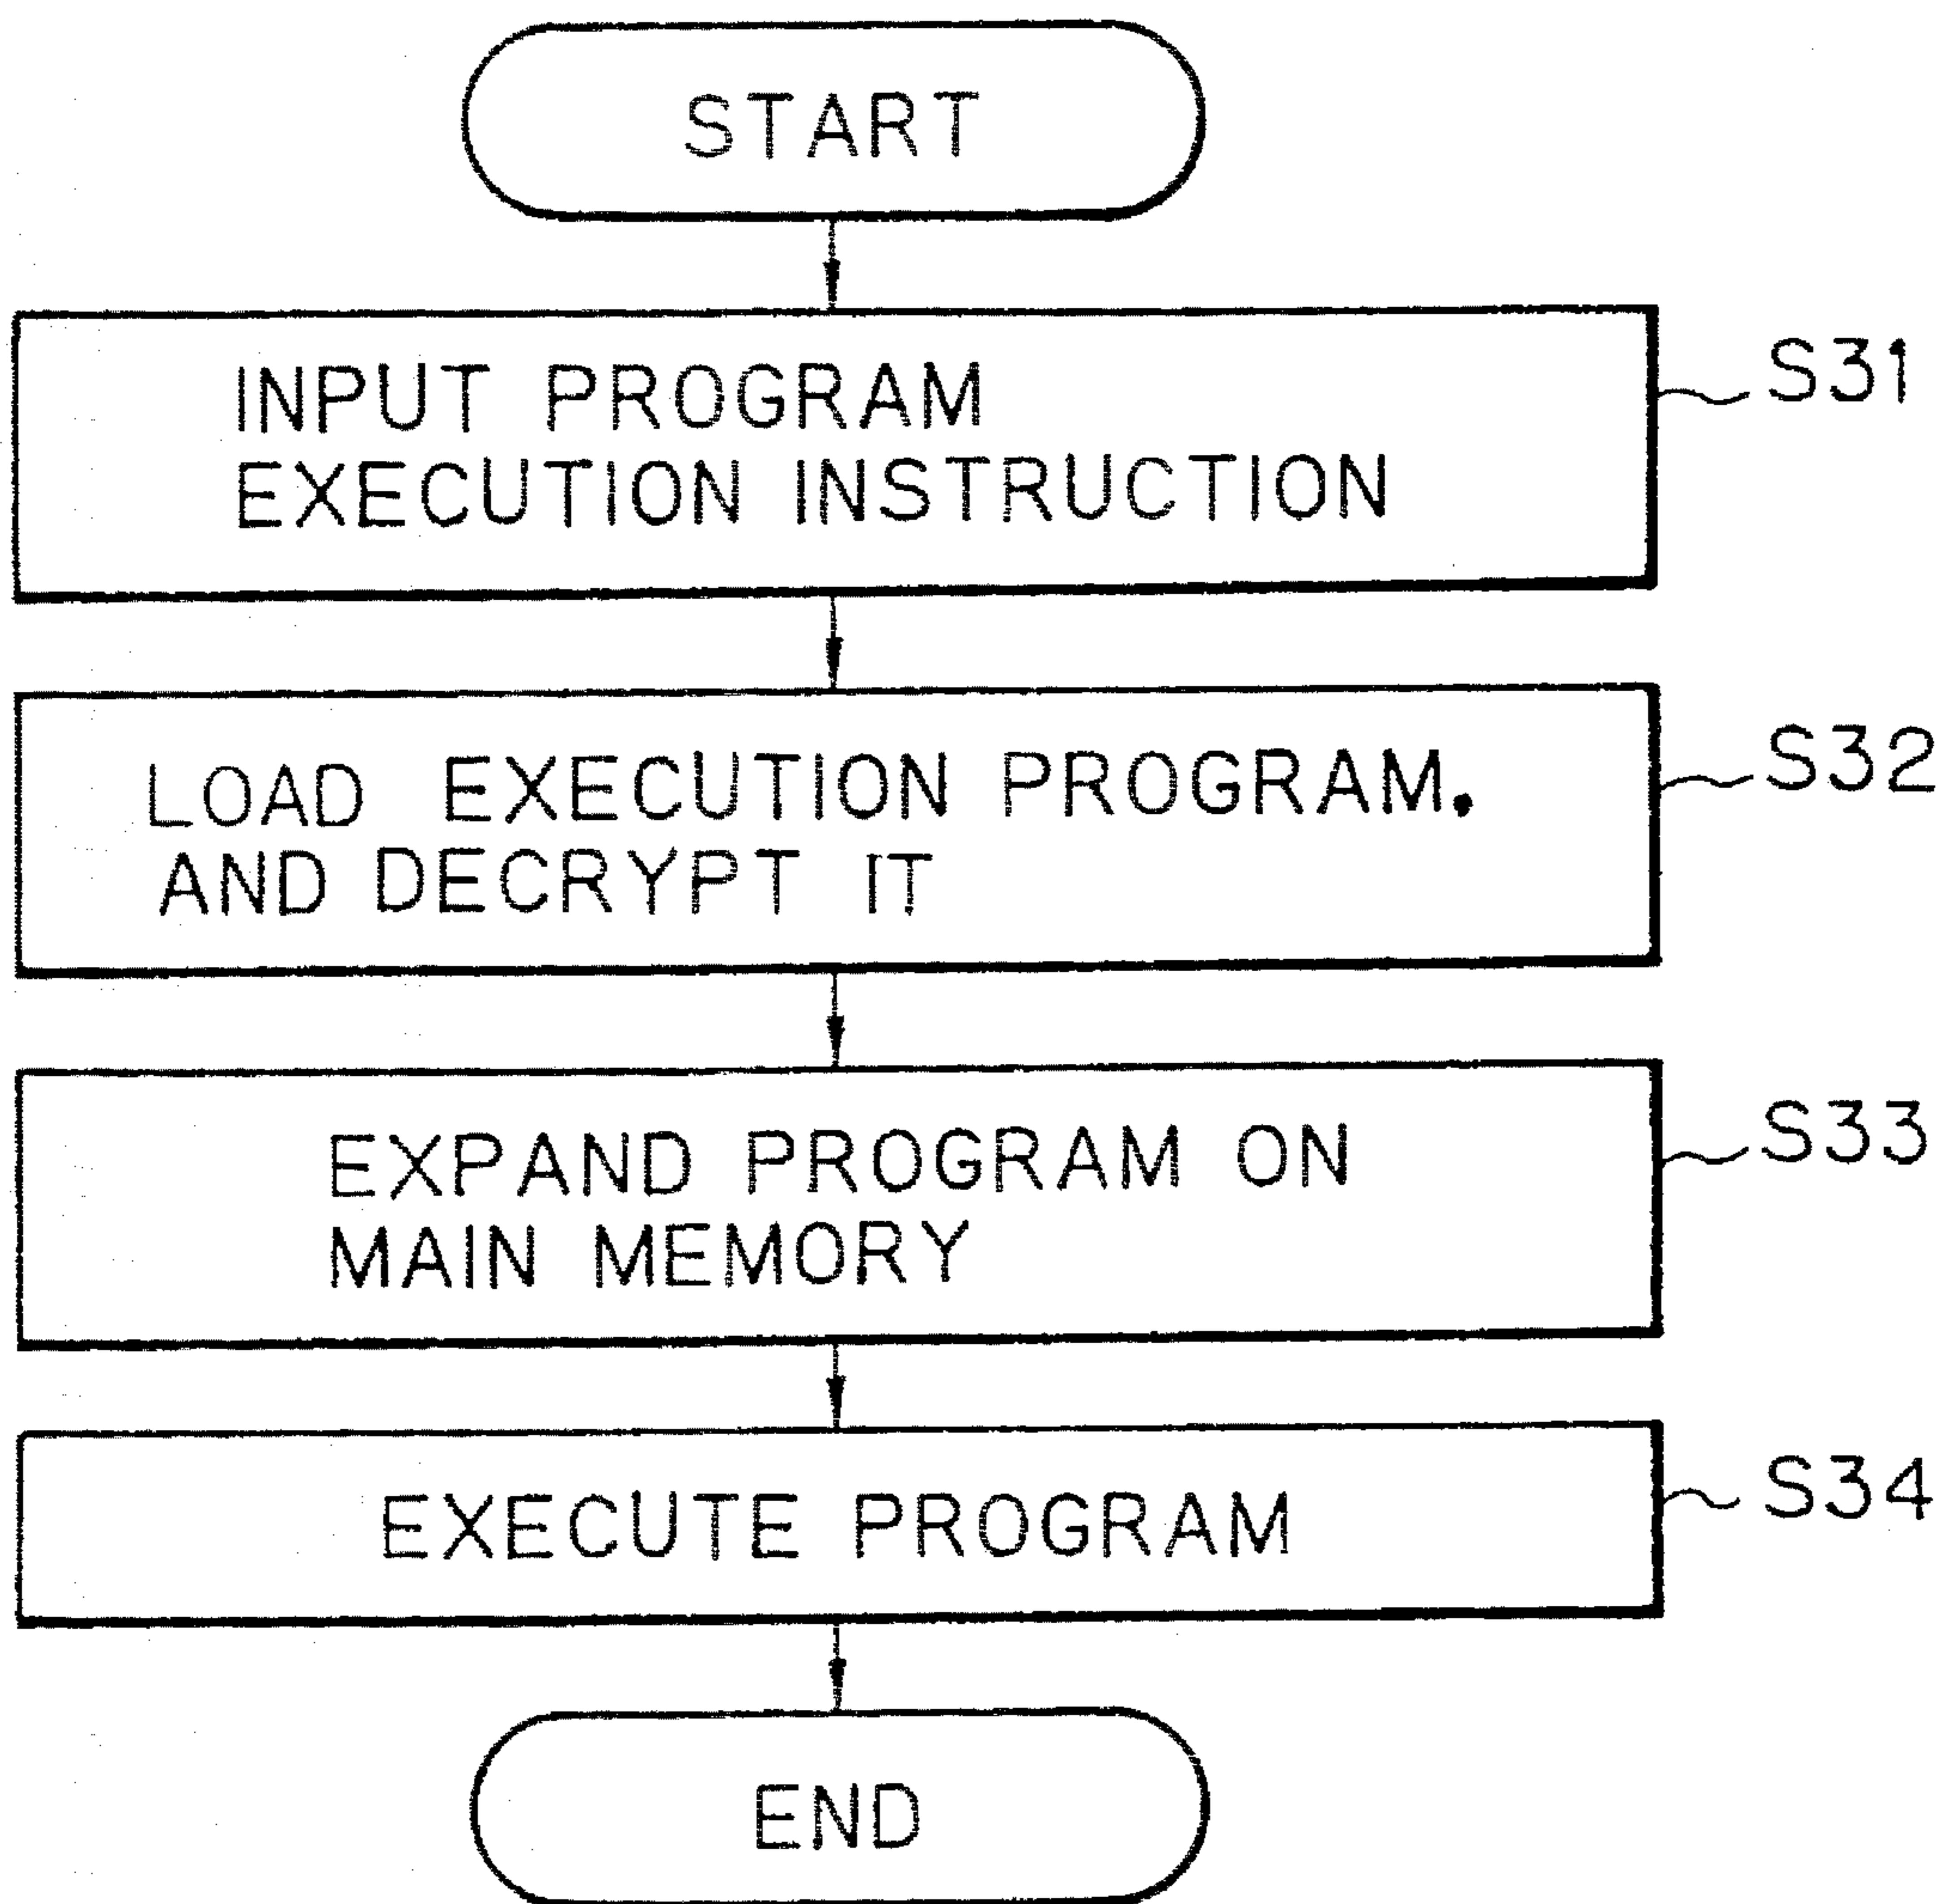 START
INPUT PROGRAM
EXECUTION INSTRUCTION
S31
LOAD EXECUTION PROGRAM.
AND DECRYPT IT
S32
EXPAND PROGRAM ON
MAIN MEMORY
S33
EXECUTE PROGRAM
S34
END